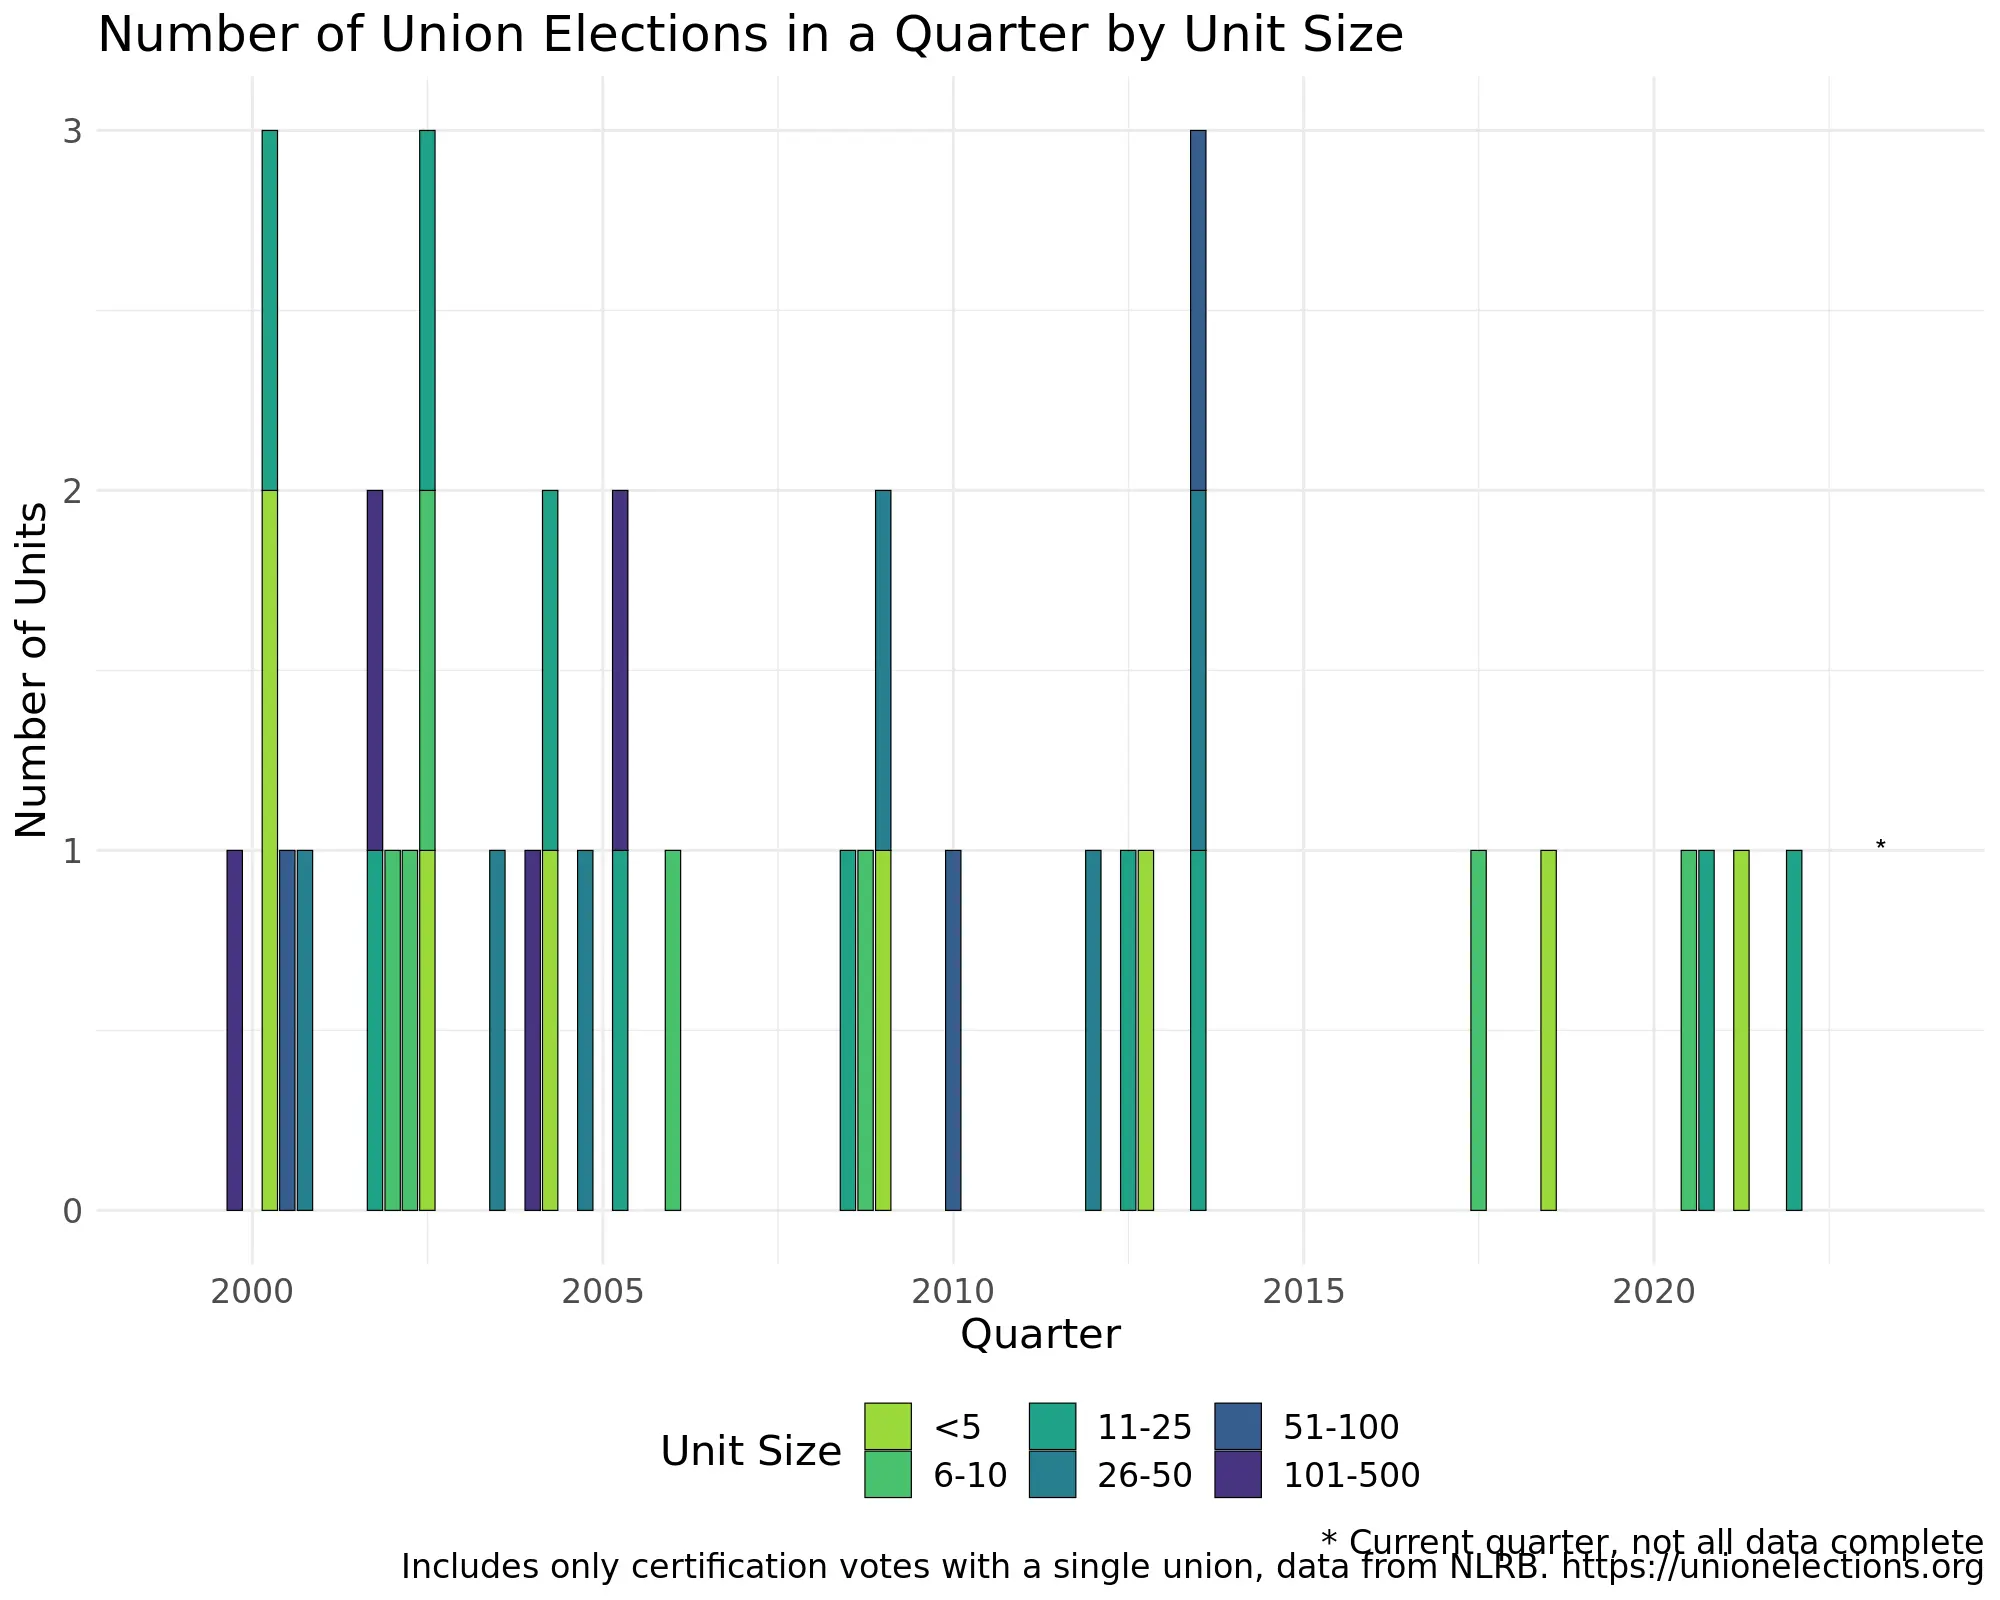 Number of Union Elections in a Quarter by Unit Size
Number of Units
3
2
1
0
*
2000 2005 2010 2015 2020
Quarter
Unit Size
<5 11-25 51-100
6-10 26-50 101-500
* Current quarter, not all data complete
Includes only certification votes with a single union, data from NLRB. https://unionelections.org